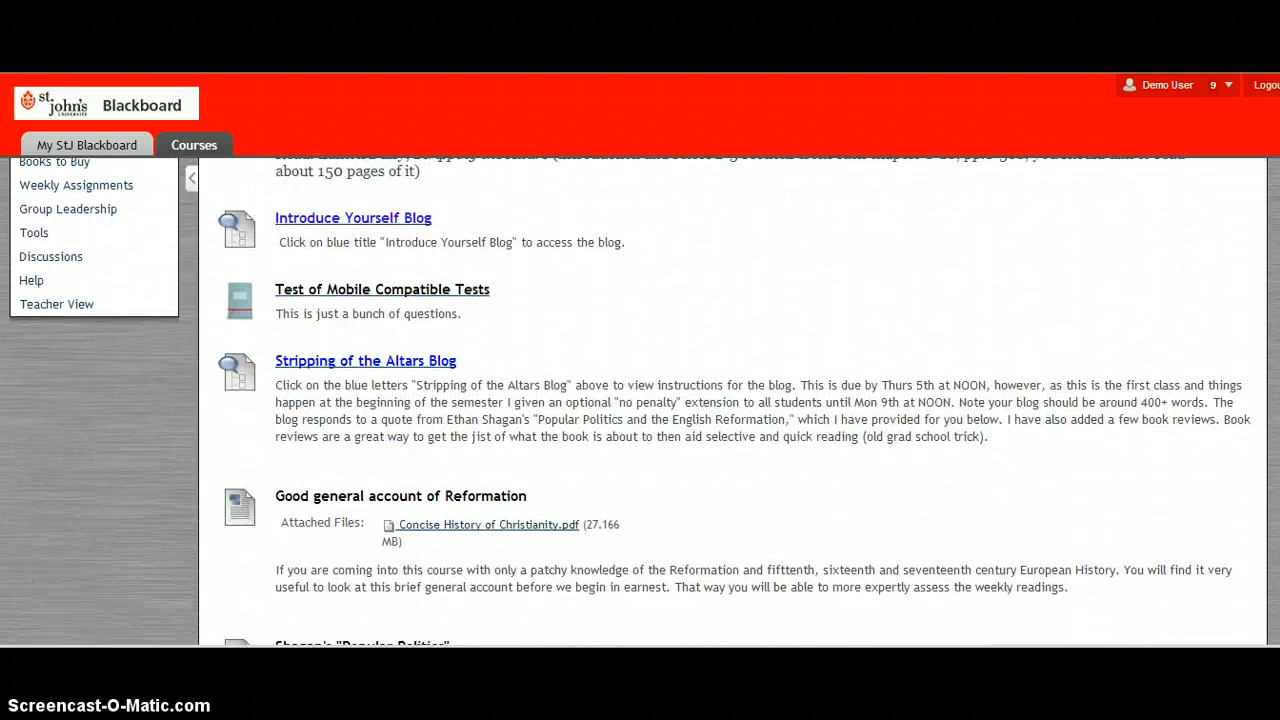 st.
john's
UNIVERSITY
Blackboard
Demo User 9
My StJ Blackboard
Courses
Books to Buy
Weekly Assignments
Group Leadership
Tools
Discussions
Help
Teacher View
about 150 pages of it)
Introduce Yourself Blog
Click on blue title "Introduce Yourself Blog" to access the blog.
Test of Mobile Compatible Tests
This is just a bunch of questions.
Stripping of the Altars Blog
Click on the blue letters "Stripping of the Altars Blog" above to view instructions for the blog. This is due by Thurs 5th at NOON, however, as this is the first class and things
happen at the beginning of the semester I given an optional "no penalty" extension to all students until Mon 9th at NOON. Note your blog should be around 400+ words. The
blog responds to a quote from Ethan Shagan's "Popular Politics and the English Reformation," which I have provided for you below. I have also added a few book reviews. Book
reviews are a great way to get the jist of what the book is about to then aid selective and quick reading (old grad school trick).
Good general account of Reformation
Attached Files: Concise History of Christianity.pdf (27.166
MB)
If you are coming into this course with only a patchy knowledge of the Reformation and fiftenth, sixteenth and seventeenth century European History. You will find it very
useful to look at this brief general account before we begin in earnest. That way you will be able to more expertly assess the weekly readings.
Shagan's "Popular Politics"
Screencast-O-Matic.com